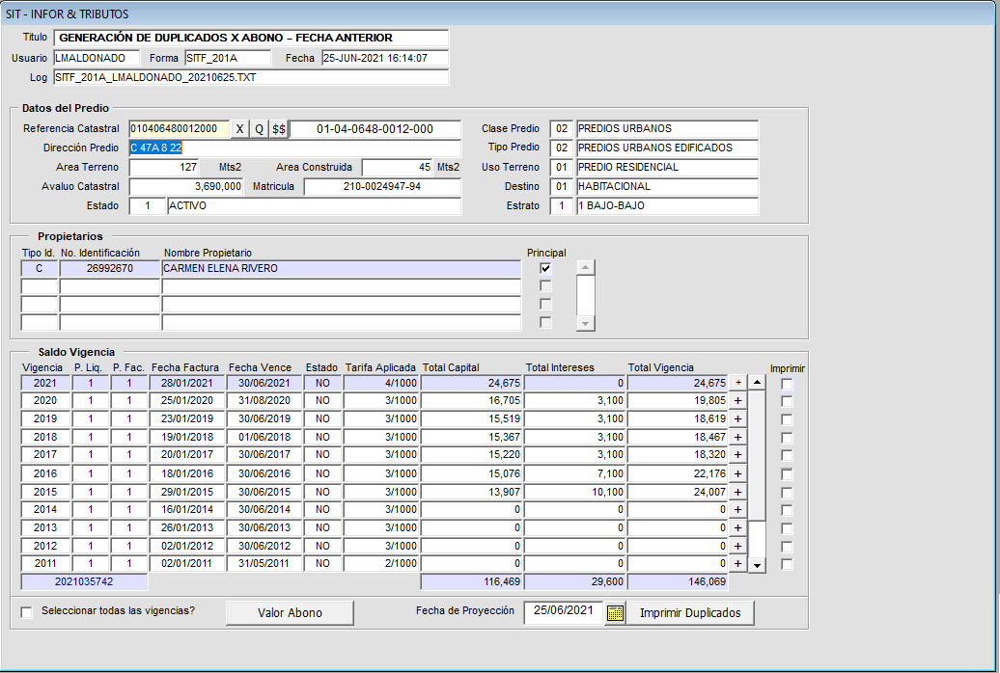 SIT - INFOR & TRIBUTOS
Titulo GENERACIÓN DE DUPLICADOS X ABONO – FECHA ANTERIOR
Usuario LMALDONADO Forma SITF_201A Fecha 25-JUN-2021 16:14:07
Log SITF_201A_LMALDONADO_20210625.TXT
Datos del Predio
Referencia Catastral 010406480012000 X Q $$ 01-04-0648-0012-000 Clase Predio 02 PREDIOS URBANOS
Dirección Predio C 47A 8 22 Tipo Predio 02 PREDIOS URBANOS EDIFICADOS
Area Terreno 127 Mts2 Area Construida 45 Mts2 Uso Terreno 01 PREDIO RESIDENCIAL
Avaluo Catastral 3,690,000 Matricula 210-0024947-94 Destino 01 HABITACIONAL
Estado 1 ACTIVO Estrato 1 1 BAJO-BAJO
Propietarios
Tipo Id. No. Identificación Nombre Propietario Principal
C 26992670 CARMEN ELENA RIVERO
Saldo Vigencia
Vigencia P. Liq. P. Fac. Fecha Factura Fecha Vence Estado Tarifa Aplicada Total Capital Total Intereses Total Vigencia Imprimir
2021 1 1 28/01/2021 30/06/2021 NO 4/1000 24,675 0 24,675 +
2020 1 1 25/01/2020 31/08/2020 NO 3/1000 16,705 3,100 19,805 +
2019 1 1 23/01/2019 30/06/2019 NO 3/1000 15,519 3,100 18,619 +
2018 1 1 19/01/2018 01/06/2018 NO 3/1000 15,367 3,100 18,467 +
2017 1 1 20/01/2017 30/06/2017 NO 3/1000 15,220 3,100 18,320 +
2016 1 1 18/01/2016 30/06/2016 NO 3/1000 15,076 7,100 22,176 +
2015 1 1 29/01/2015 30/06/2015 NO 3/1000 13,907 10,100 24,007 +
2014 1 1 16/01/2014 30/06/2014 NO 3/1000 0 0 0 +
2013 1 1 26/01/2013 30/06/2013 NO 3/1000 0 0 0 +
2012 1 1 02/01/2012 30/06/2012 NO 3/1000 0 0 0 +
2011 1 1 02/01/2011 31/05/2011 NO 2/1000 0 0 0 +
2021035742 116,469 29,600 146,069
Seleccionar todas las vigencias? Valor Abono Fecha de Proyección 25/06/2021 Imprimir Duplicados